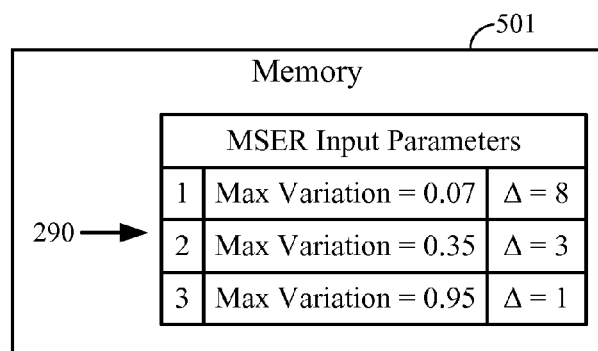 501
Memory
MSER Input Parameters
1 Max Variation = 0.07 Δ = 8
290 2 Max Variation = 0.35 Δ = 3
3 Max Variation = 0.95 Δ = 1